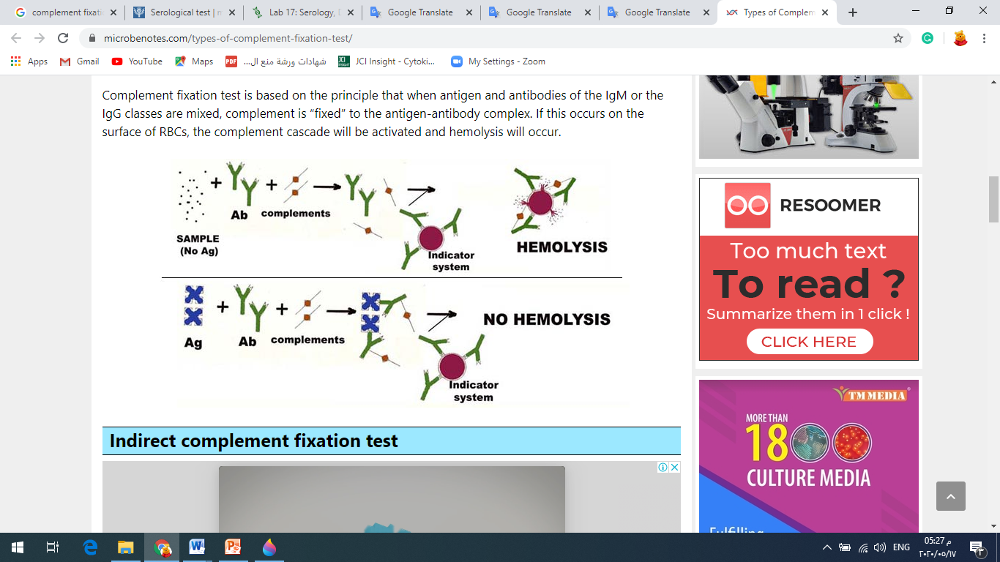 complement fixati
Serological test | m
Lab 17: Serology, D
Google Translate
Google Translate
Google Translate
Types of Complem
microbenotes.com/types-of-complement-fixation-test/
Apps
Gmail
YouTube
Maps
PDF
شهادات ورشة منع ال...
JCI INSIGHT
JCI Insight - Cytoki...
My Settings - Zoom
Complement fixation test is based on the principle that when antigen and antibodies of the IgM or the
IgG classes are mixed, complement is “fixed” to the antigen-antibody complex. If this occurs on the
surface of RBCs, the complement cascade will be activated and hemolysis will occur.
+ + 
Ab complements
SAMPLE
(No Ag)
Indicator
system
HEMOLYSIS
+ +
Ag Ab complements
NO HEMOLYSIS
Indicator
system
Indirect complement fixation test
RESOOMER
Too much text
To read ?
Summarize them in 1 click !
CLICK HERE
TM MEDIA
MORE THAN
1800
CULTURE MEDIA
Fulfilling
ENG
05:27 م
٢٠٢٠/٠٥/١٧
٣